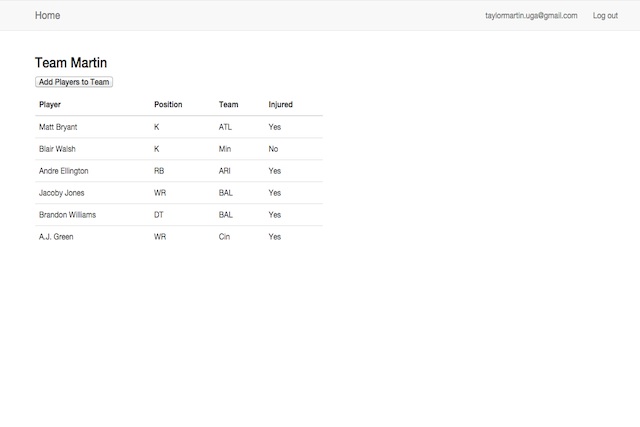 Home taylormartin.uga@gmail.com Log out
Team Martin
Add Players to Team
Player Position Team Injured
Matt Bryant K ATL Yes
Blair Walsh K Min No
Andre Ellington RB ARI Yes
Jacoby Jones WR BAL Yes
Brandon Williams DT BAL Yes
A.J. Green WR Cin Yes